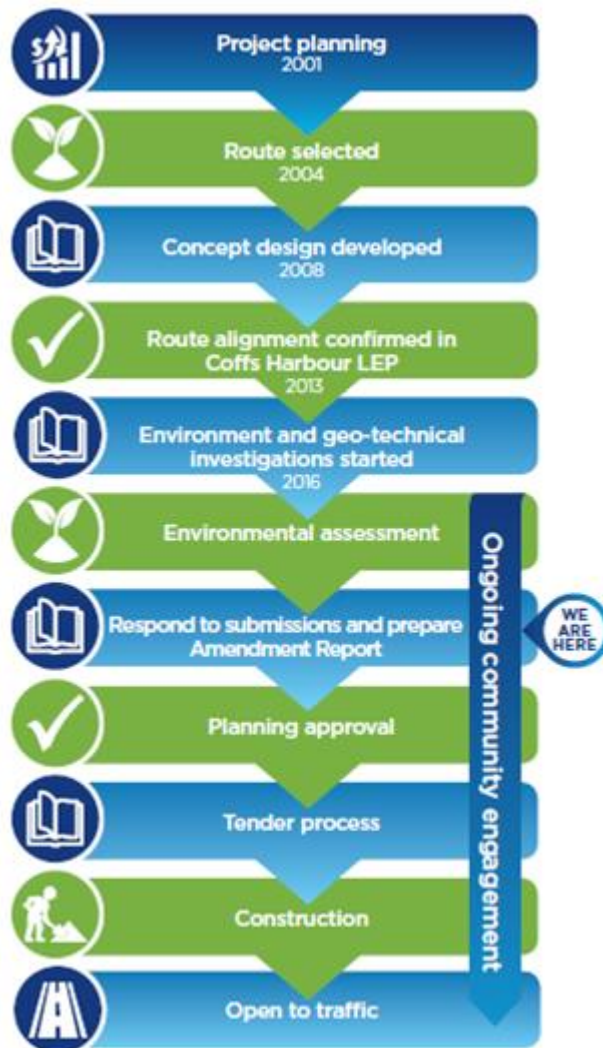 Project planning
2001
Route selected
2004
Concept design developed
2008
Route alignment confirmed in
Coffs Harbour LEP
2013
Environment and geo-technical
investigations started
2016
Environmental assessment
Respond to submissions and prepare
Amendment Report
WE
ARE
HERE
Planning approval
Tender process
Construction
Open to traffic
Ongoing community engagement